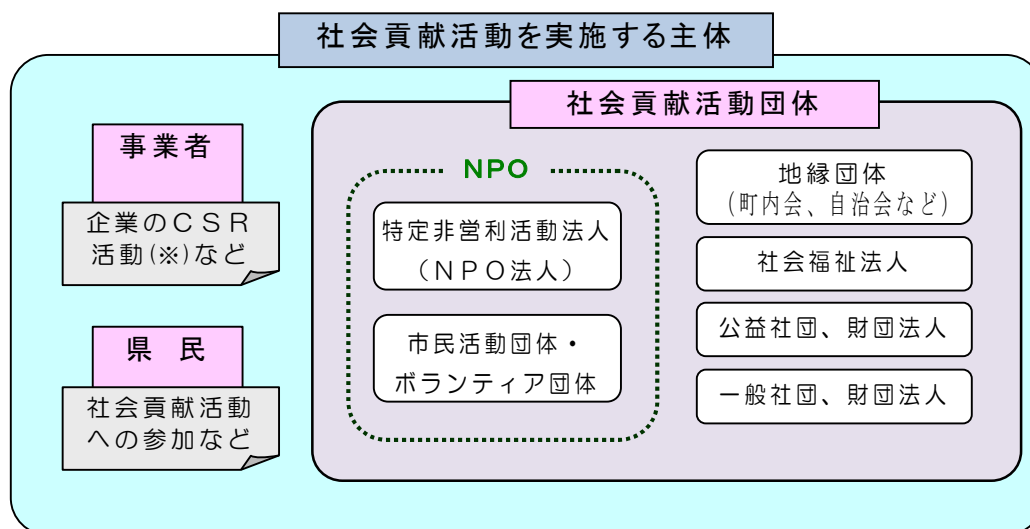 社会貢献活動を実施する主体
社会貢献活動団体
事業者
企業のCSR
活動(※)など
県 民
社会貢献活動
への参加など
NPO
特定非営利活動法人
（NPO法人）
市民活動団体・
ボランティア団体
地縁団体
（町内会、自治会など）
社会福祉法人
公益社団、財団法人
一般社団、財団法人